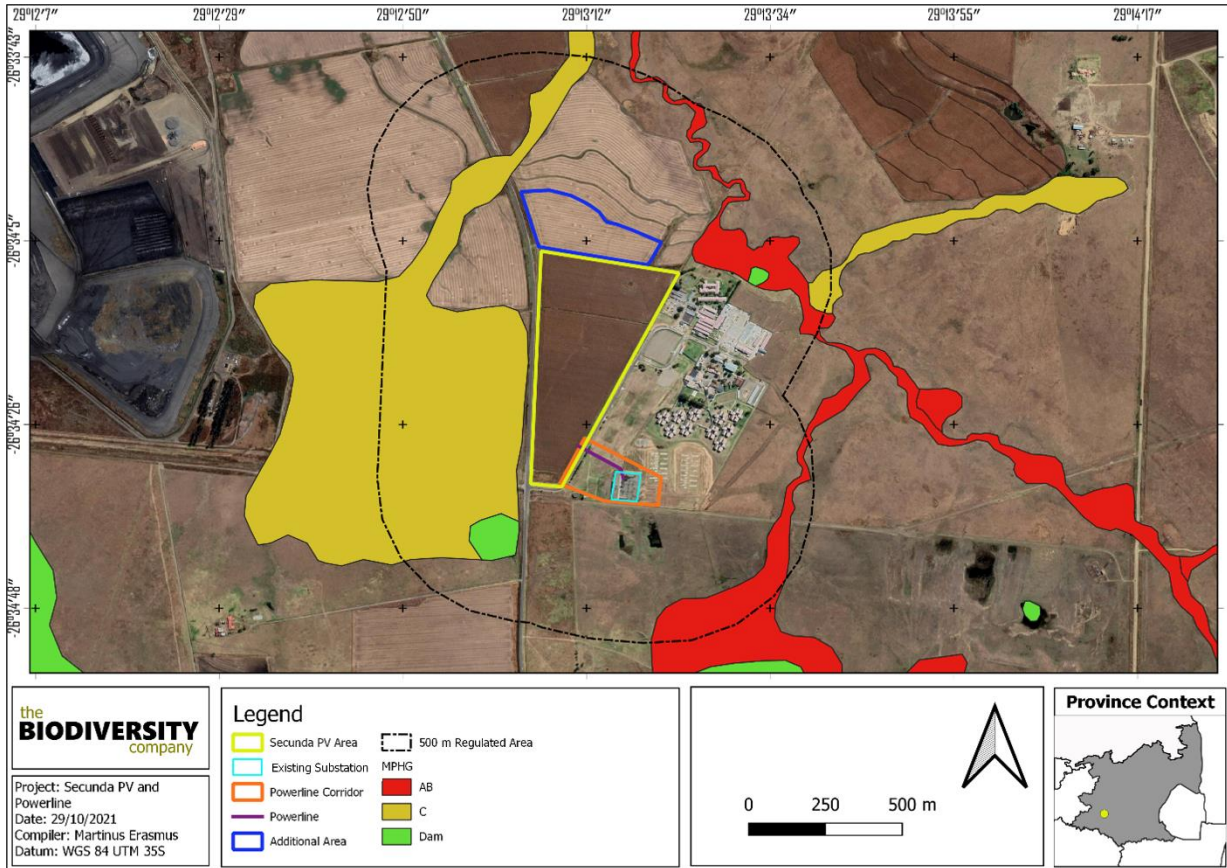 29°12'7" 29°12'29" 29°12'50" 29°13'12" 29°13'34" 29°13'55" 29°14'17"
-26°33'43"
-26°34'5"
-26°34'26"
-26°34'48"
the
BIODIVERSITY
company
Project: Secunda PV and
Powerline
Date: 29/10/2021
Compiler: Martinus Erasmus
Datum: WGS 84 UTM 35S
Legend
Secunda PV Area
Existing Substation
Powerline Corridor
Powerline
Additional Area
500 m Regulated Area
MPHG
AB
C
Dam
0 250 500 m
Province Context